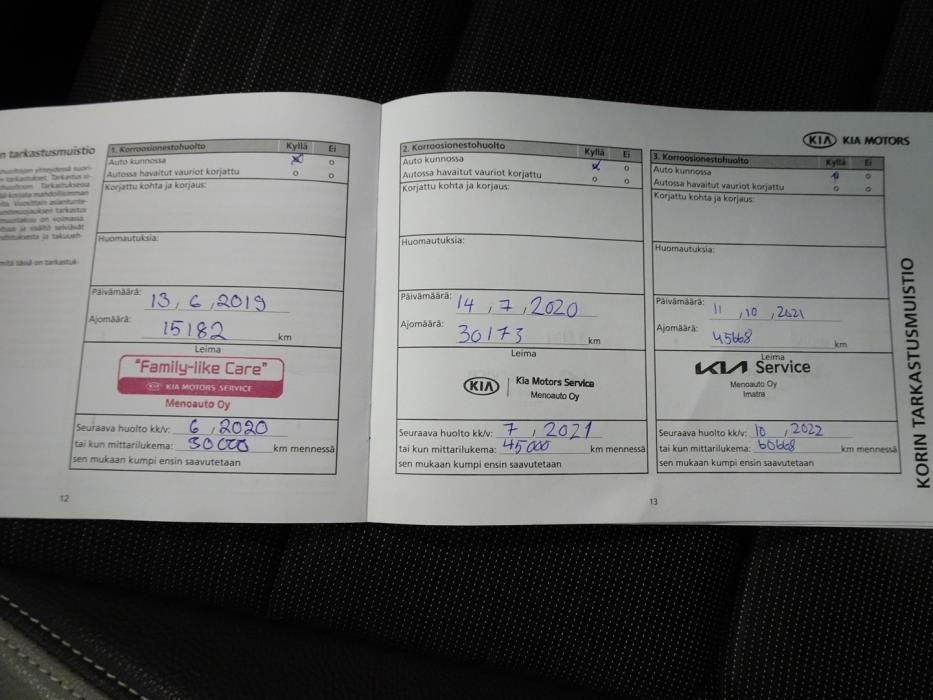 n tarkastusmuistio
KIA KIA MOTORS
1. Korroosionestohuolto Kyllä Ei
Auto kunnossa
Autossa havaitut vauriot korjattu
Korjattu kohta ja korjaus:
Huomautuksia:
Päivämäärä: 13, 6, 2019
Ajomäärä: 15182 km
Leima
"Family-like Care"
KIA MOTORS SERVICE
Menoauto Oy
Seuraava huolto kk/v: 6, 2020
tai kun mittarilukema: 30000 km mennessä
sen mukaan kumpi ensin saavutetaan
12
2. Korroosionestohuolto Kyllä Ei
Auto kunnossa
Autossa havaitut vauriot korjattu
Korjattu kohta ja korjaus:
Huomautuksia:
Päivämäärä: 14, 7, 2020
Ajomäärä: 30173 km
Leima
KIA Kia Motors Service
Menoauto Oy
Seuraava huolto kk/v: 7, 2021
tai kun mittarilukema: 45000 km mennessä
sen mukaan kumpi ensin saavutetaan
3. Korroosionestohuolto Kyllä Ei
Auto kunnossa
Autossa havaitut vauriot korjattu
Korjattu kohta ja korjaus:
Huomautuksia:
Päivämäärä: 11, 10, 2021
Ajomäärä: 45668 km
Leima
KIA Service
Menoauto Oy
Imatra
Seuraava huolto kk/v: 10, 2022
tai kun mittarilukema: 60668 km mennessä
sen mukaan kumpi ensin saavutetaan
13
KORIN TARKASTUSMUISTIO